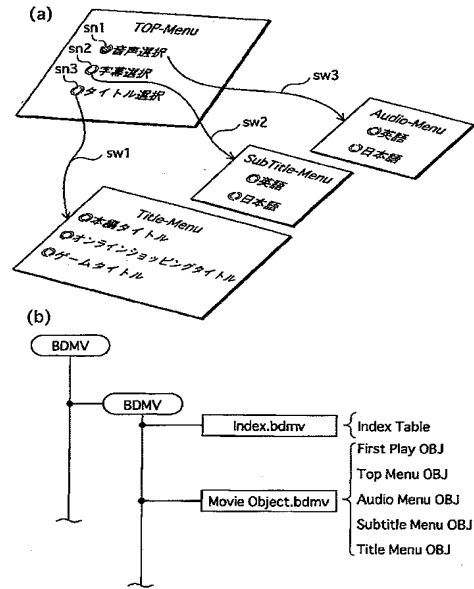 (a)
TOP-Menu
sn1
音声選択
sn2
字幕選択
sn3
タイトル選択
sw3
sw2
sw1
Audio-Menu
英語
日本語
SubTitle-Menu
英語
日本語
Title-Menu
本編タイトル
オンラインショッピングタイトル
ゲームタイトル
(b)
BDMV
BDMV
Index.bdmv
Index Table
First Play OBJ
Top Menu OBJ
Movie Object.bdmv
Audio Menu OBJ
Subtitle Menu OBJ
Title Menu OBJ